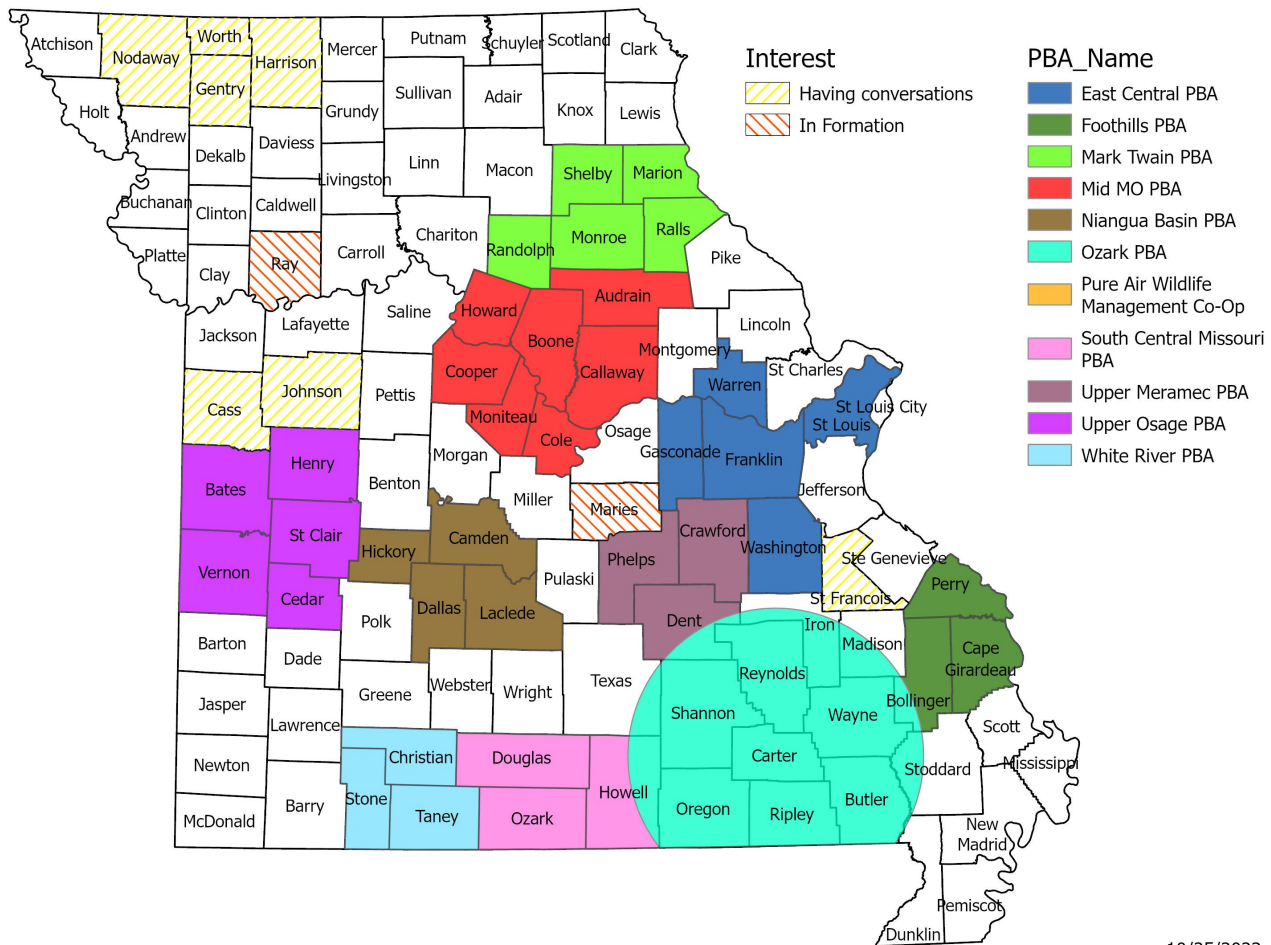 Atchison
Nodaway
Worth
Harrison
Mercer
Putnam
Schuyler
Scotland
Clark
Gentry
Holt
Andrew
Dekalb
Daviess
Grundy
Sullivan
Adair
Knox
Lewis
Buchanan
Clinton
Caldwell
Livingston
Linn
Macon
Shelby
Marion
Platte
Clay
Ray
Carroll
Chariton
Randolph
Monroe
Ralls
Pike
Jackson
Lafayette
Saline
Howard
Boone
Audrain
Montgomery
Lincoln
Cass
Johnson
Pettis
Cooper
Callaway
Warren
St Charles
St Louis City
St Louis
Moniteau
Cole
Osage
Gasconade
Franklin
Jefferson
Bates
Henry
Benton
Morgan
Miller
Maries
Crawford
Washington
Ste Genevieve
St Francois
Perry
Vernon
St Clair
Hickory
Camden
Pulaski
Phelps
Cedar
Polk
Dallas
Laclede
Dent
Iron
Madison
Cape
Girardeau
Bollinger
Barton
Dade
Greene
Webster
Wright
Texas
Reynolds
Shannon
Wayne
Jasper
Lawrence
Christian
Douglas
Howell
Carter
Stoddard
Scott
Mississippi
Newton
Barry
Stone
Taney
Ozark
Oregon
Ripley
Butler
McDonald
New
Madrid
Pemiscot
Dunklin
Interest
Having conversations
In Formation
PBA_Name
East Central PBA
Foothills PBA
Mark Twain PBA
Mid MO PBA
Niangua Basin PBA
Ozark PBA
Pure Air Wildlife
Management Co-Op
South Central Missouri
PBA
Upper Meramec PBA
Upper Osage PBA
White River PBA